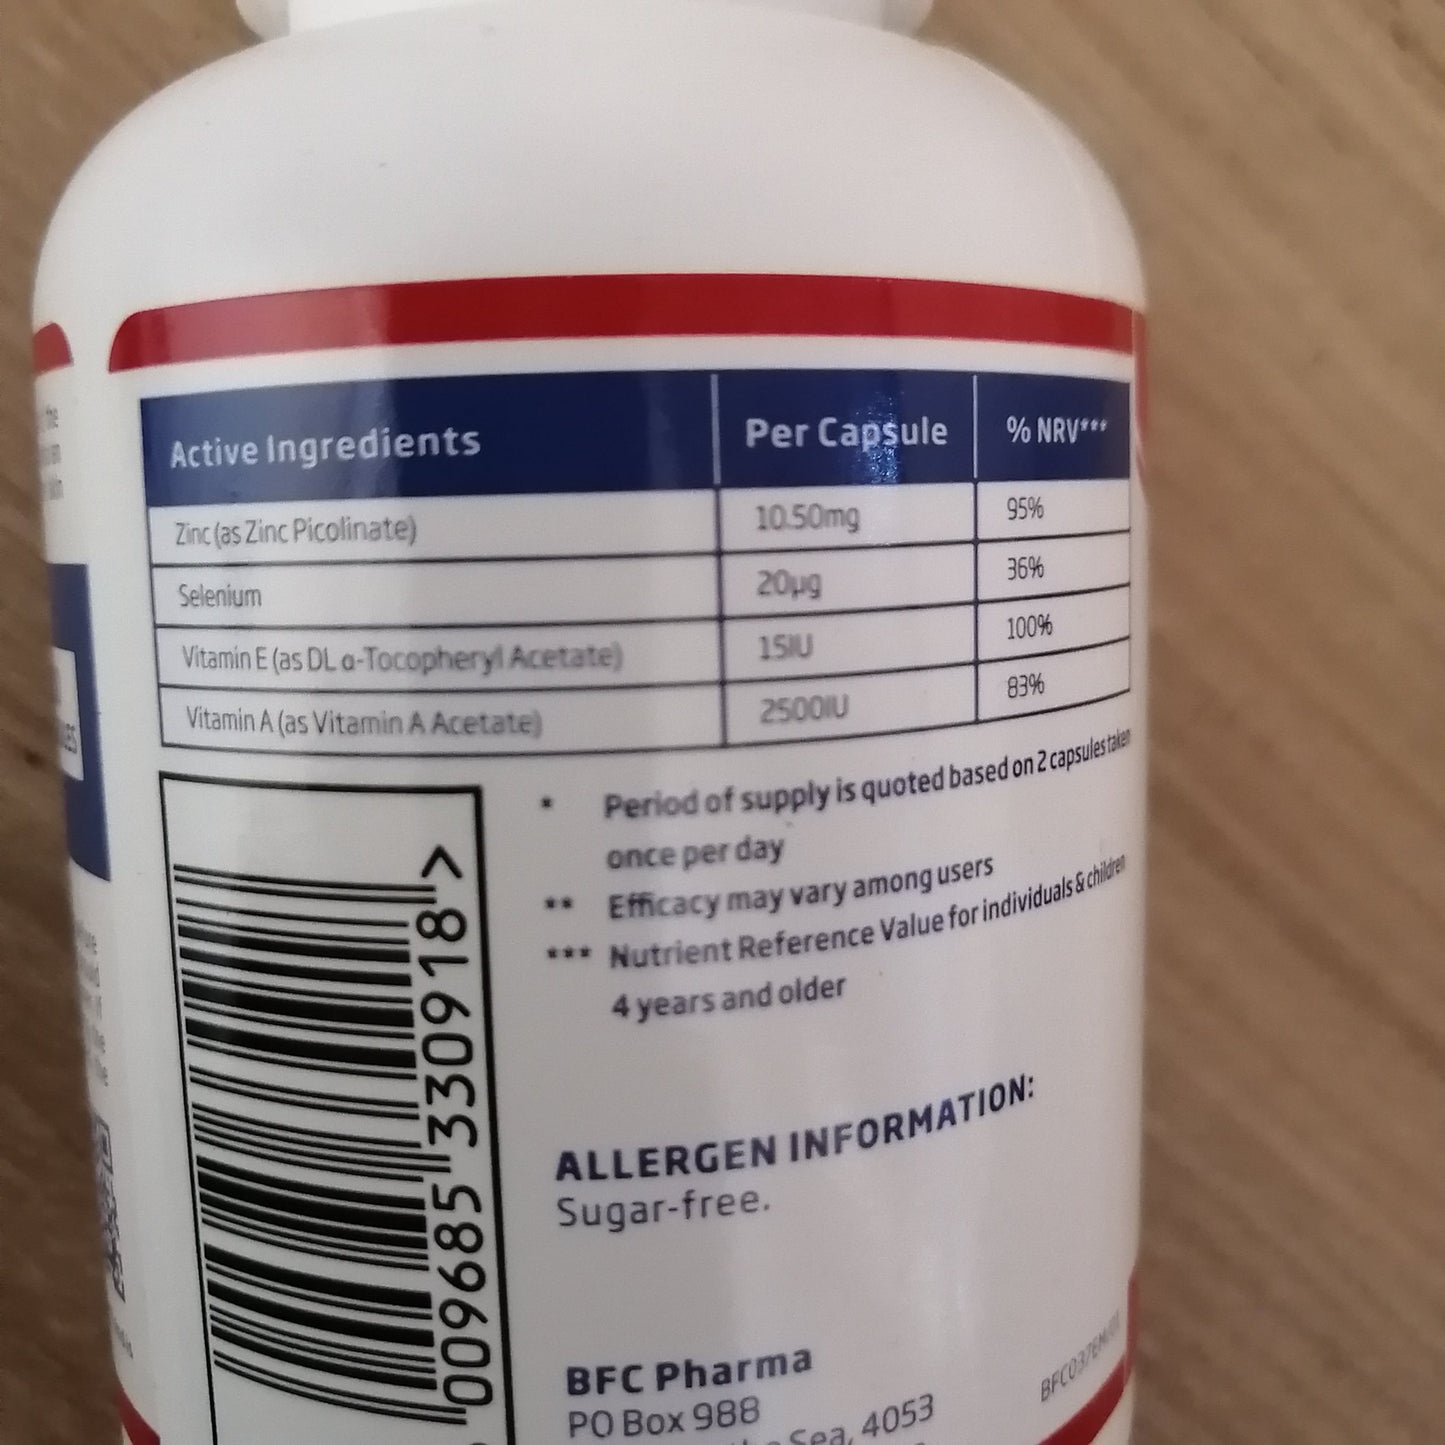 Active Ingredients Per Capsule % NRV***
Zinc (as Zinc Picolinate) 10.50mg 95%
Selenium 20µg 36%
Vitamin E (as DL α-Tocopheryl Acetate) 15IU 100%
Vitamin A (as Vitamin A Acetate) 2500IU 83%
* Period of supply is quoted based on 2 capsules taken
once per day
** Efficacy may vary among users
*** Nutrient Reference Value for individuals & children
4 years and older
009685 330918 >
ALLERGEN INFORMATION:
Sugar-free.
BFC Pharma
PO Box 988
Sea, 4053